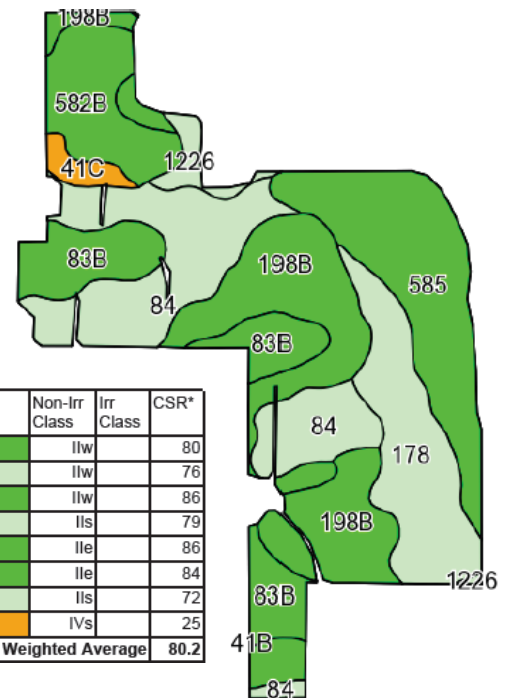 198B
582B
41C
1226
83B
198B
585
84
83B
84
178
198B
1226
83B
41B
84
Non-Irr Class Irr Class CSR*
IIw 80
IIw 76
IIw 86
IIs 79
IIe 86
IIe 84
IIs 72
IVs 25
Weighted Average 80.2